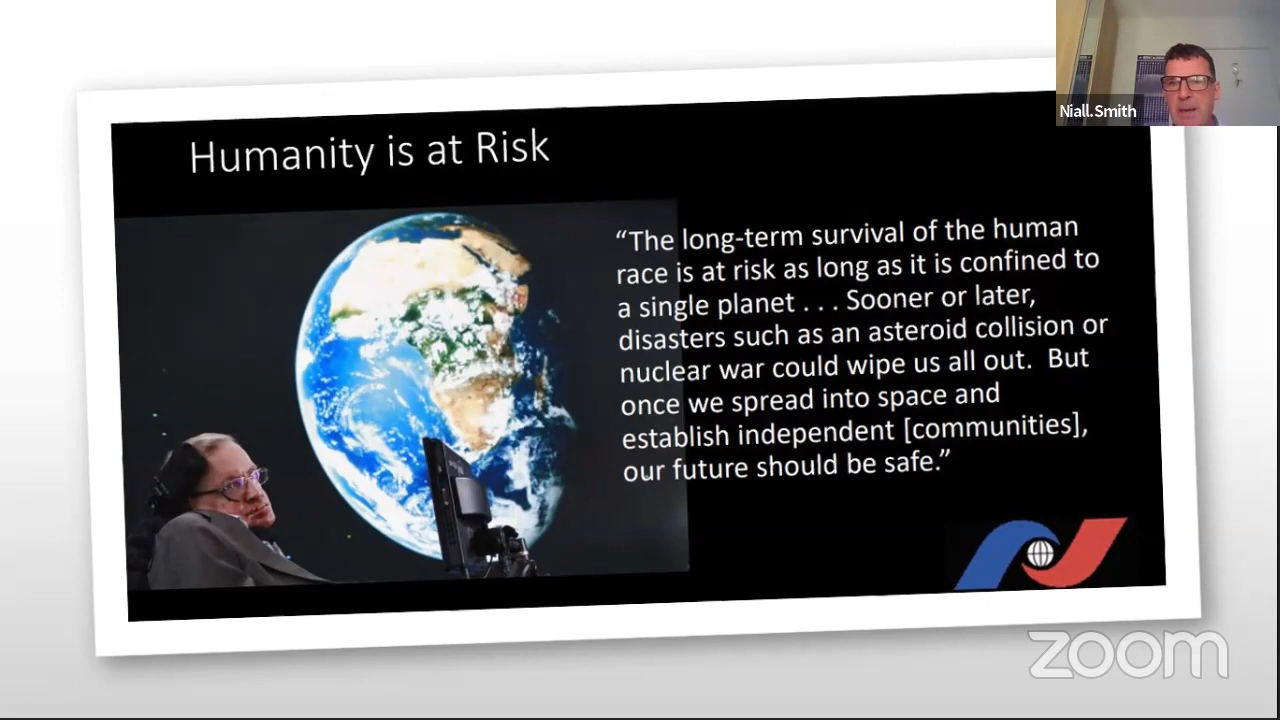 Niall.Smith
Humanity is at Risk
“The long-term survival of the human
race is at risk as long as it is confined to
a single planet . . . Sooner or later,
disasters such as an asteroid collision or
nuclear war could wipe us all out.  But
once we spread into space and
establish independent [communities],
our future should be safe.”
zoom